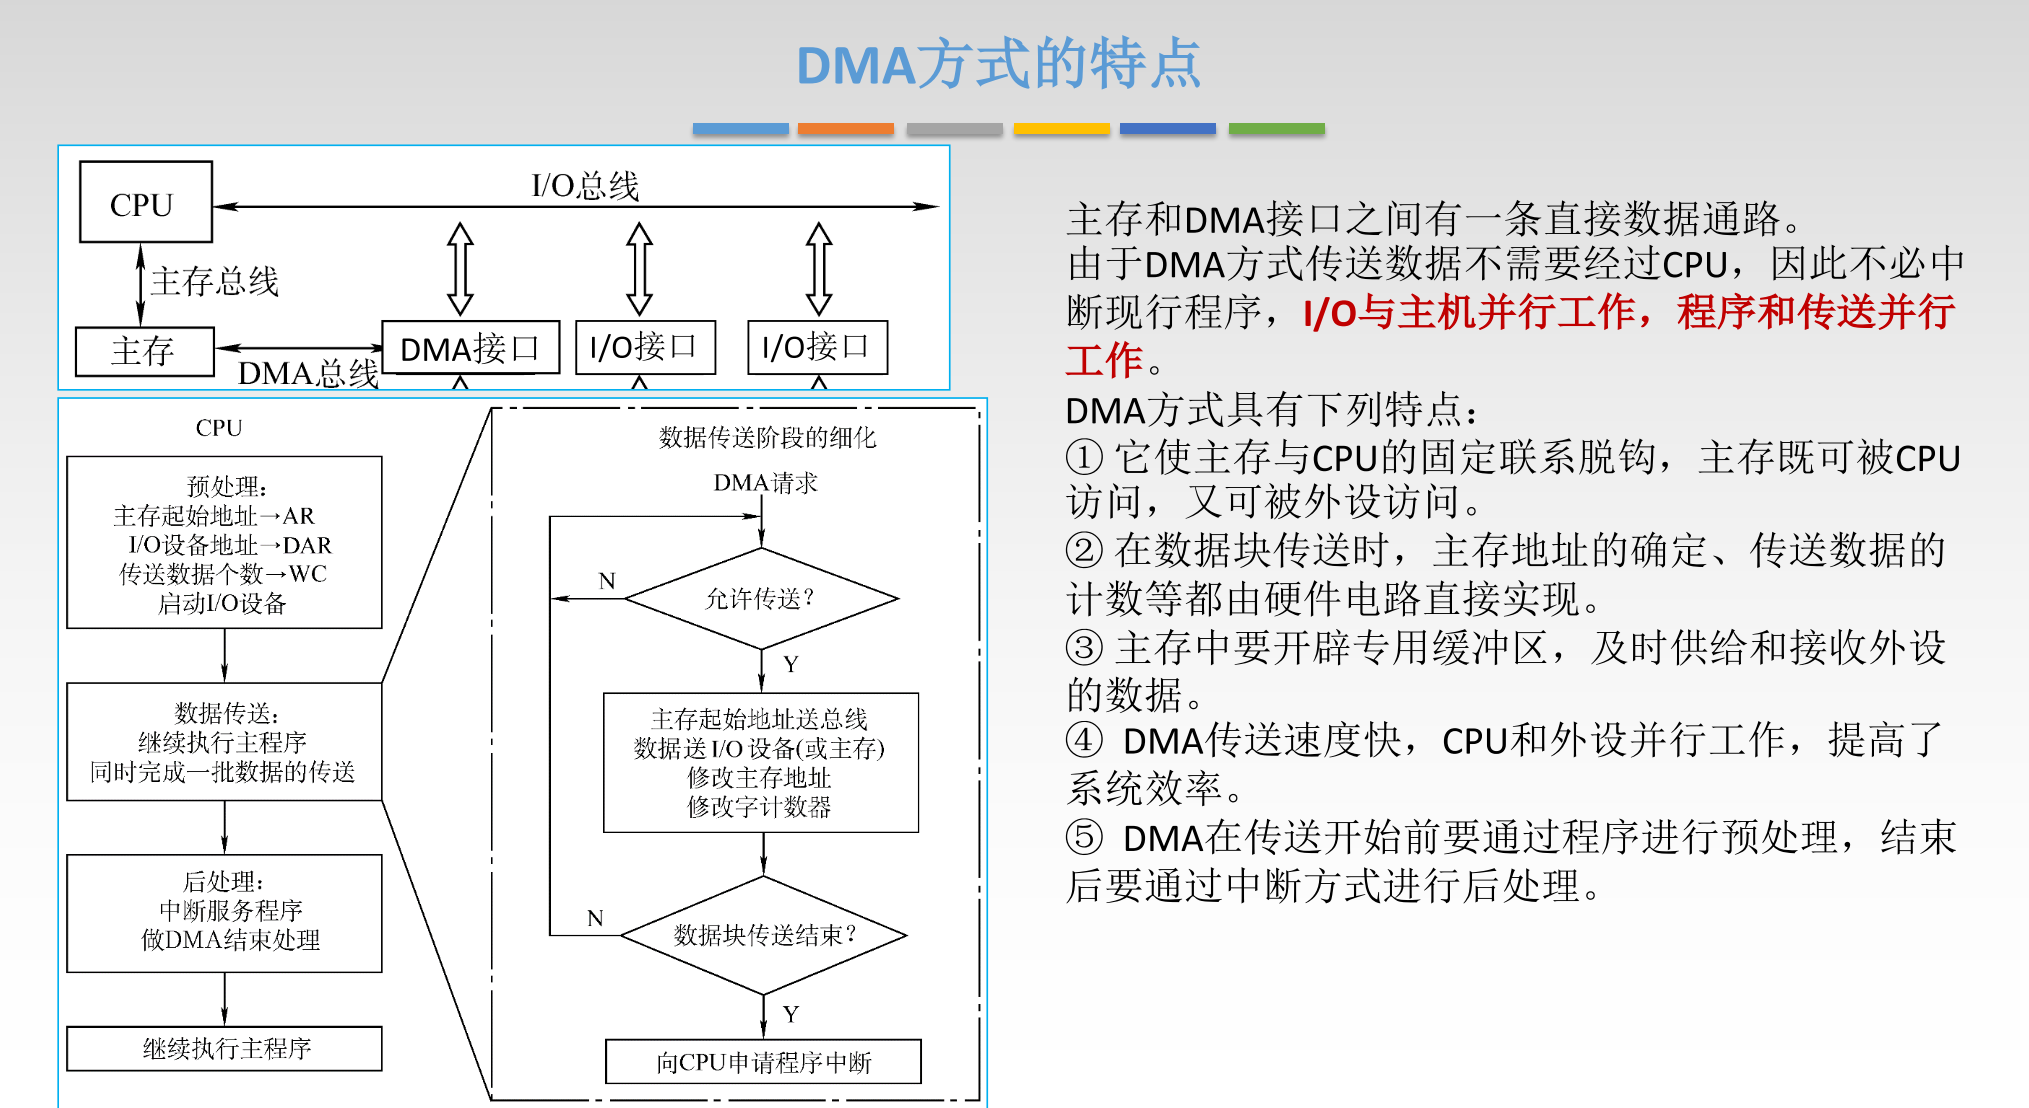 DMA方式的特点
CPU
I/O总线
主存总线
主存
DMA总线
DMA接口
I/O接口
I/O接口
CPU
预处理：
主存起始地址→AR
I/O设备地址→DAR
传送数据个数→WC
启动I/O设备
数据传送：
继续执行主程序
同时完成一批数据的传送
后处理：
中断服务程序
做DMA结束处理
继续执行主程序
数据传送阶段的细化
DMA请求
允许传送？
N
Y
主存起始地址送总线
数据送 I/O 设备(或主存)
修改主存地址
修改字计数器
数据块传送结束？
N
Y
向CPU申请程序中断
主存和DMA接口之间有一条直接数据通路。
由于DMA方式传送数据不需要经过CPU，因此不必中
断现行程序，I/O与主机并行工作，程序和传送并行
工作。
DMA方式具有下列特点：
① 它使主存与CPU的固定联系脱钩，主存既可被CPU
访问，又可被外设访问。
② 在数据块传送时，主存地址的确定、传送数据的
计数等都由硬件电路直接实现。
③ 主存中要开辟专用缓冲区，及时供给和接收外设
的数据。
④ DMA传送速度快，CPU和外设并行工作，提高了
系统效率。
⑤ DMA在传送开始前要通过程序进行预处理，结束
后要通过中断方式进行后处理。